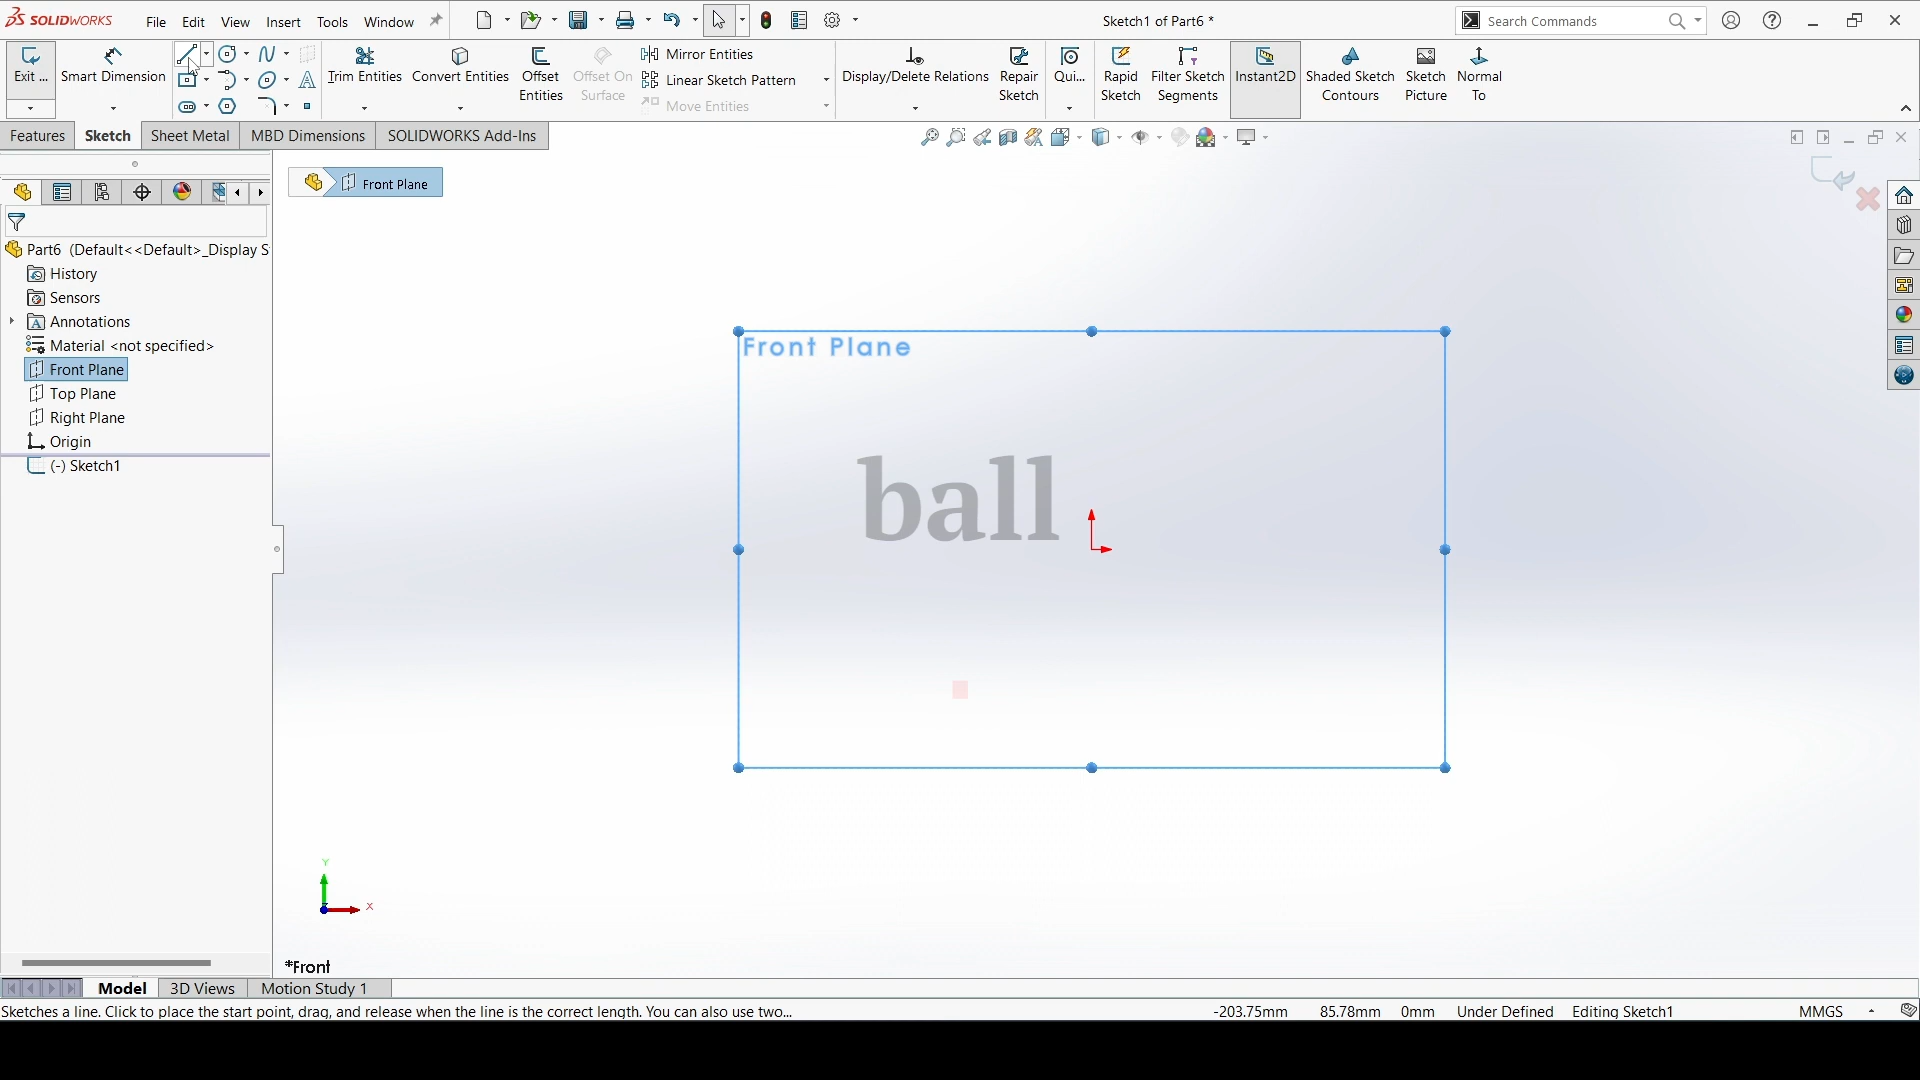 SOLIDWORKS File Edit View Insert Tools Window Sketch1 of Part6 * Search Commands
Exit ... Smart Dimension Trim Entities Convert Entities Offset Entities Offset On Surface Mirror Entities Linear Sketch Pattern Move Entities Display/Delete Relations Repair Sketch Qui... Rapid Sketch Filter Sketch Segments Instant2D Shaded Sketch Contours Sketch Picture Normal To
Features Sketch Sheet Metal MBD Dimensions SOLIDWORKS Add-Ins
Front Plane
Part6 (Default<<Default>_Display S
History
Sensors
Annotations
Material <not specified>
Front Plane
Top Plane
Right Plane
Origin
(-) Sketch1
Front Plane
ball
Y
X
*Front
Model 3D Views Motion Study 1
Sketches a line. Click to place the start point, drag, and release when the line is the correct length. You can also use two... -203.75mm 85.78mm 0mm Under Defined Editing Sketch1 MMGS